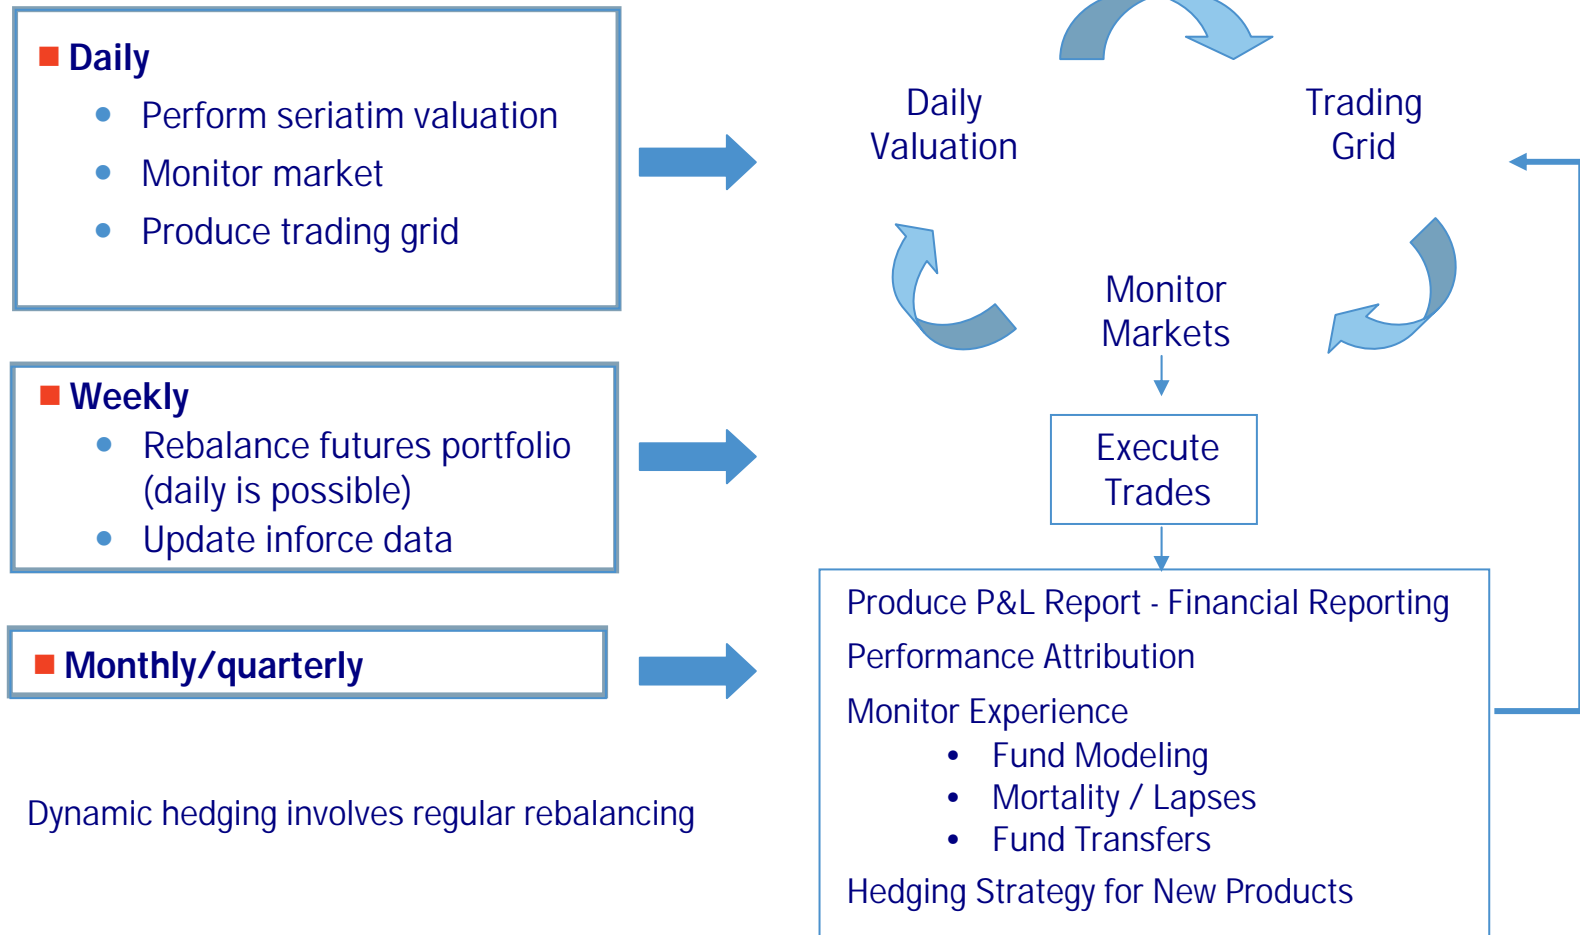 Daily
Perform seriatim valuation
Monitor market
Produce trading grid
Weekly
Rebalance futures portfolio
(daily is possible)
Update inforce data
Monthly/quarterly
Dynamic hedging involves regular rebalancing
Daily
Valuation
Trading
Grid
Monitor
Markets
Execute
Trades
Produce P&L Report - Financial Reporting
Performance Attribution
Monitor Experience
• Fund Modeling
• Mortality / Lapses
• Fund Transfers
Hedging Strategy for New Products